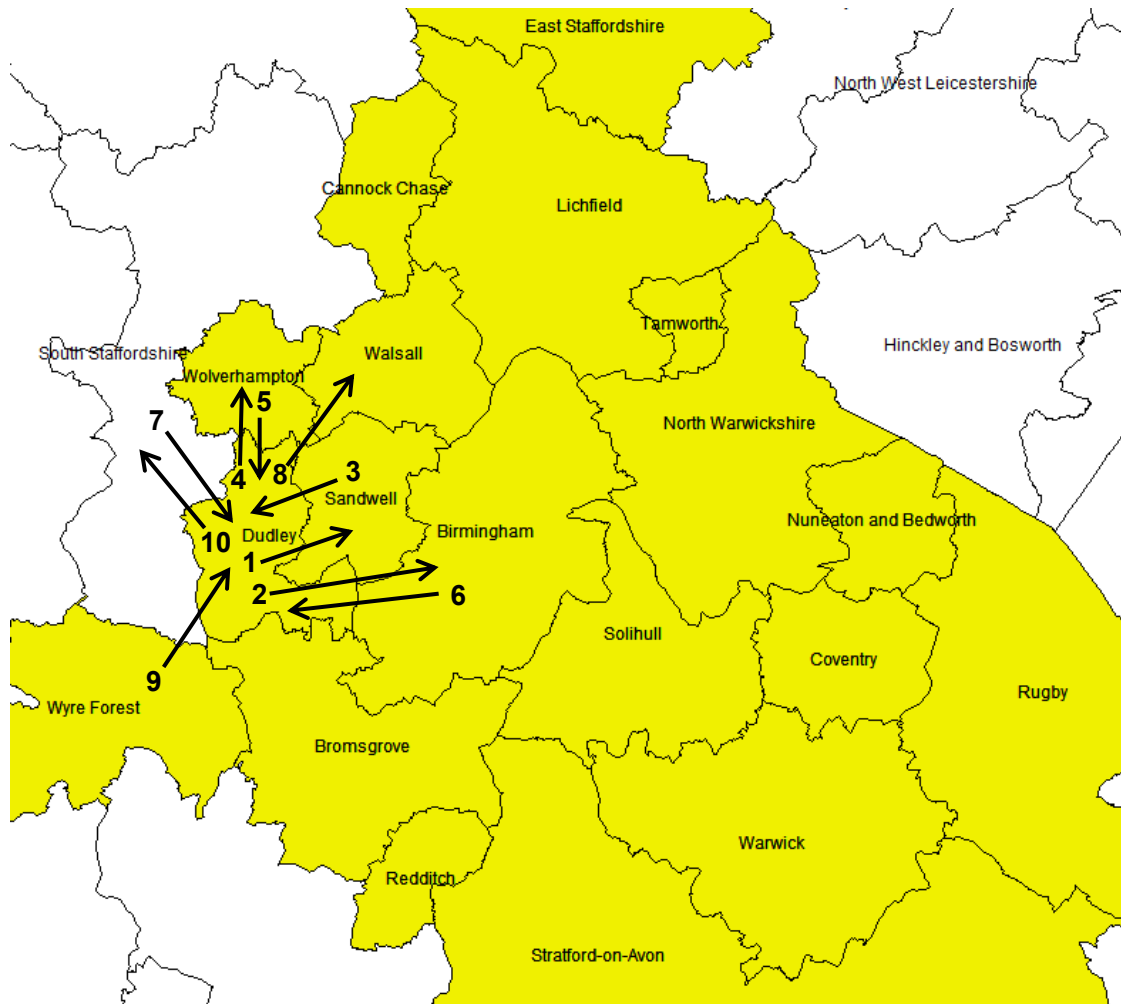 East Staffordshire
North West Leicestershire
Cannock Chase
Lichfield
Tamworth
South Staffordshire
Walsall
Hinckley and Bosworth
Wolverhampton
5
7
North Warwickshire
8
3
4
Sandwell
Nuneaton and Bedworth
Birmingham
10
Dudley
1
2
6
Solihull
Coventry
9
Rugby
Wyre Forest
Bromsgrove
Warwick
Redditch
Stratford-on-Avon